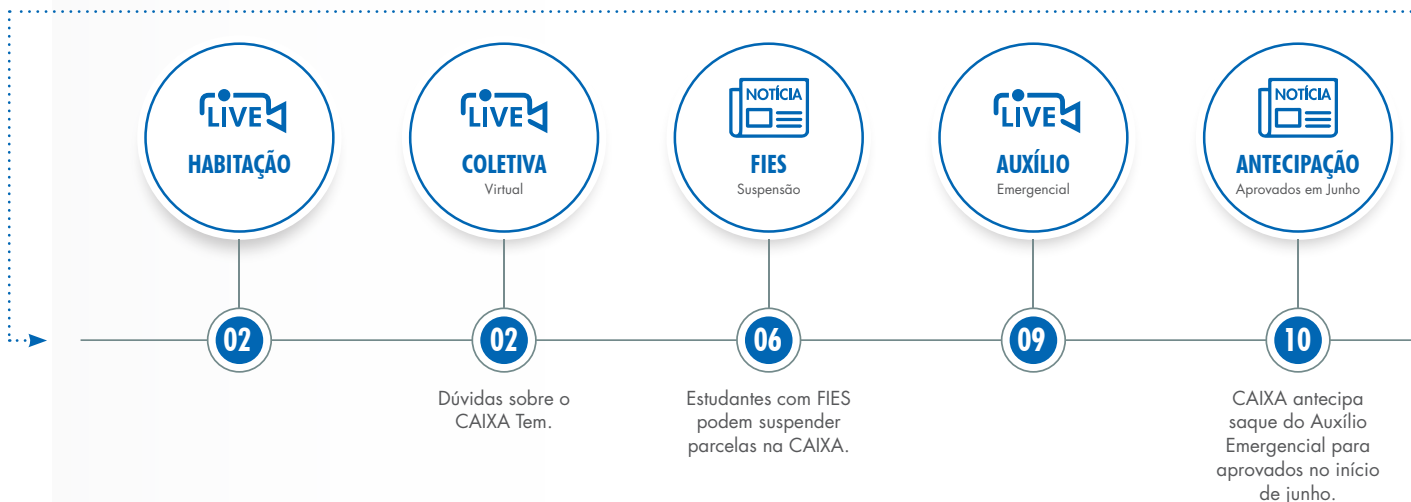 LIVE
HABITAÇÃO
02
LIVE
COLETIVA
Virtual
02
Dúvidas sobre o
CAIXA Tem.
NOTÍCIA
FIES
Suspensão
06
Estudantes com FIES
podem suspender
parcelas na CAIXA.
LIVE
AUXÍLIO
Emergencial
09
NOTÍCIA
ANTECIPAÇÃO
Aprovados em Junho
10
CAIXA antecipa
saque do Auxílio
Emergencial para
aprovados no início
de junho.